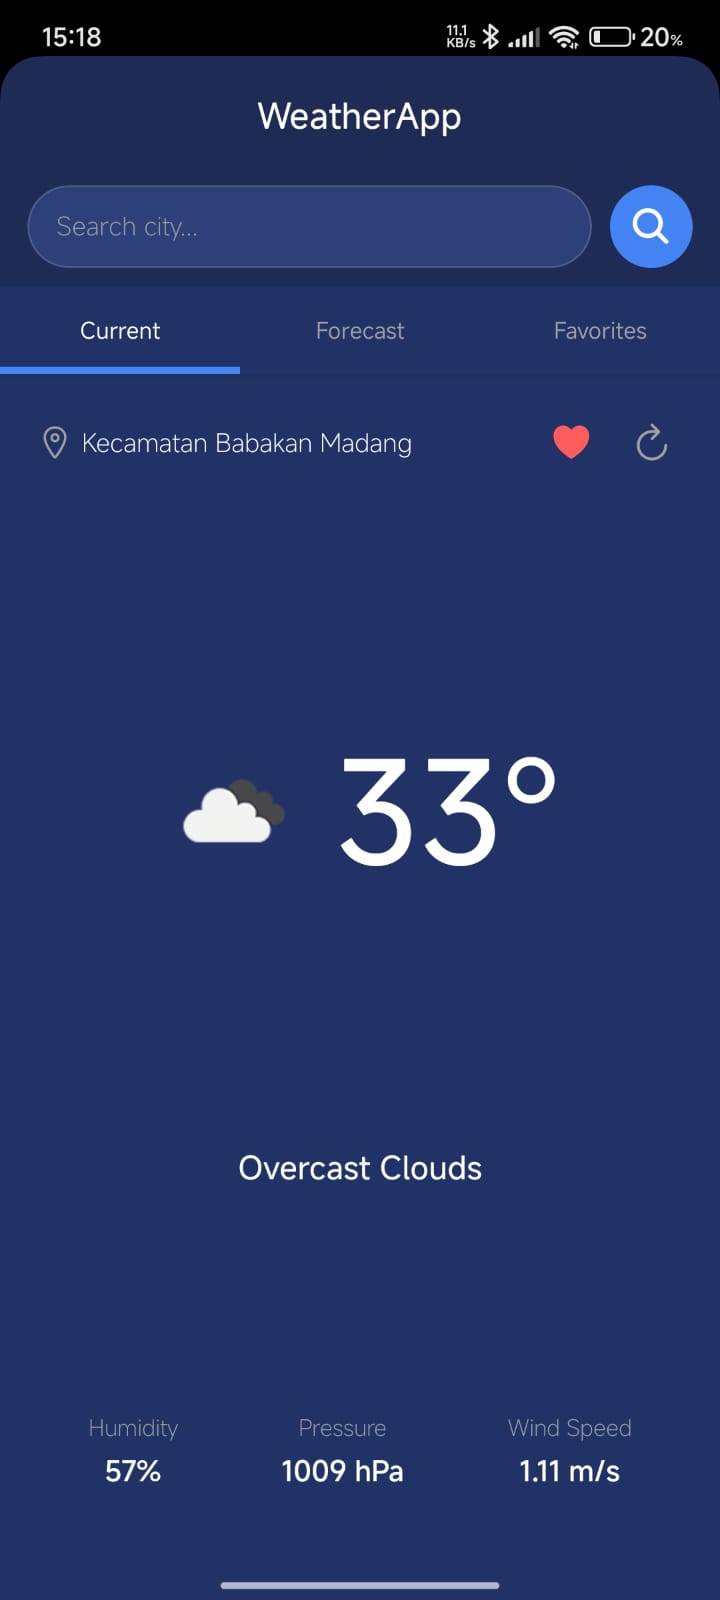 15:18 11.1 KB/s 20%
WeatherApp
Search city...
Current Forecast Favorites
Kecamatan Babakan Madang
33°
Overcast Clouds
Humidity Pressure Wind Speed
57% 1009 hPa 1.11 m/s